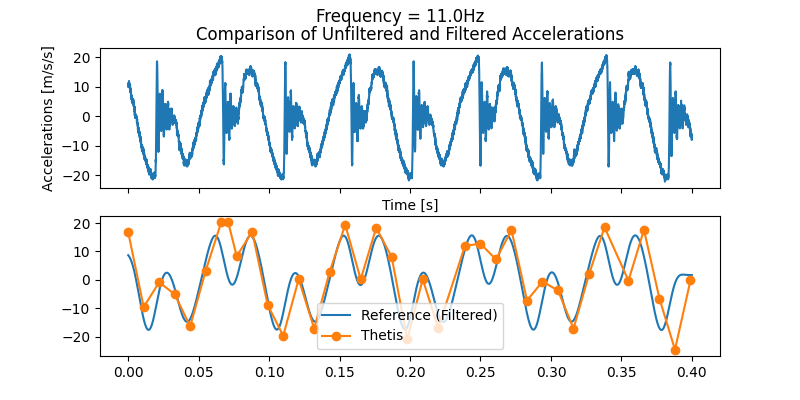 Frequency = 11.0Hz
Comparison of Unfiltered and Filtered Accelerations
Accelerations [m/s/s]
20
10
0
−10
−20
Time [s]
20
10
0
−10
−20
Reference (Filtered)
Thetis
0.00 0.05 0.10 0.15 0.20 0.25 0.30 0.35 0.40